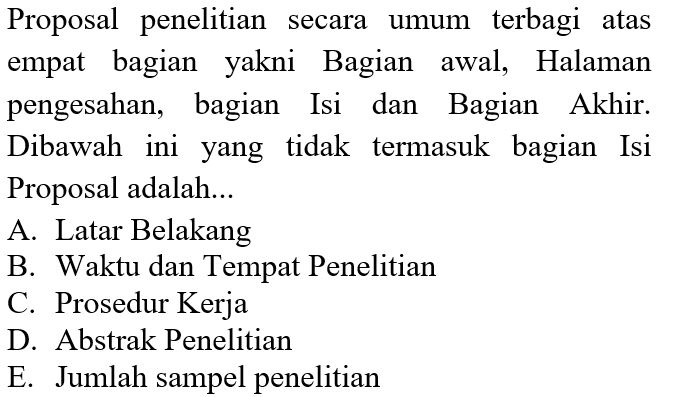 Proposal penelitian secara umum terbagi atas
empat bagian yakni Bagian awal, Halaman
pengesahan, bagian Isi dan Bagian Akhir.
Dibawah ini yang tidak termasuk bagian Isi
Proposal adalah...
A. Latar Belakang
B. Waktu dan Tempat Penelitian
C. Prosedur Kerja
D. Abstrak Penelitian
E. Jumlah sampel penelitian